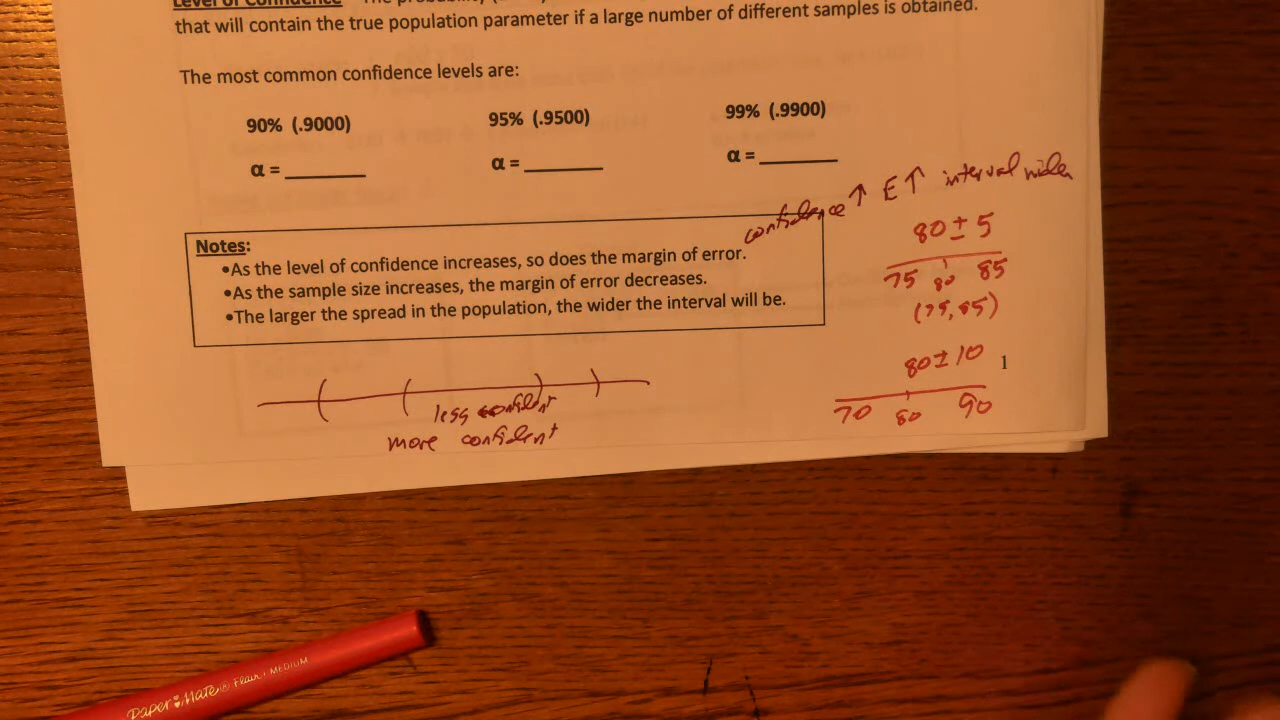 Level of Confidence
that will contain the true population parameter if a large number of different samples is obtained.
The most common confidence levels are:
90% (.9000) 95% (.9500) 99% (.9900)
α = ________ α = ________ α = ________
confidence ↑ E ↑ interval wider
Notes:
•As the level of confidence increases, so does the margin of error.
•As the sample size increases, the margin of error decreases.
•The larger the spread in the population, the wider the interval will be.
80 ± 5
75 80 85
(75, 85)
80 ± 10
70 80 90
1
less confident
more confident
Paper Mate® Flair MEDIUM